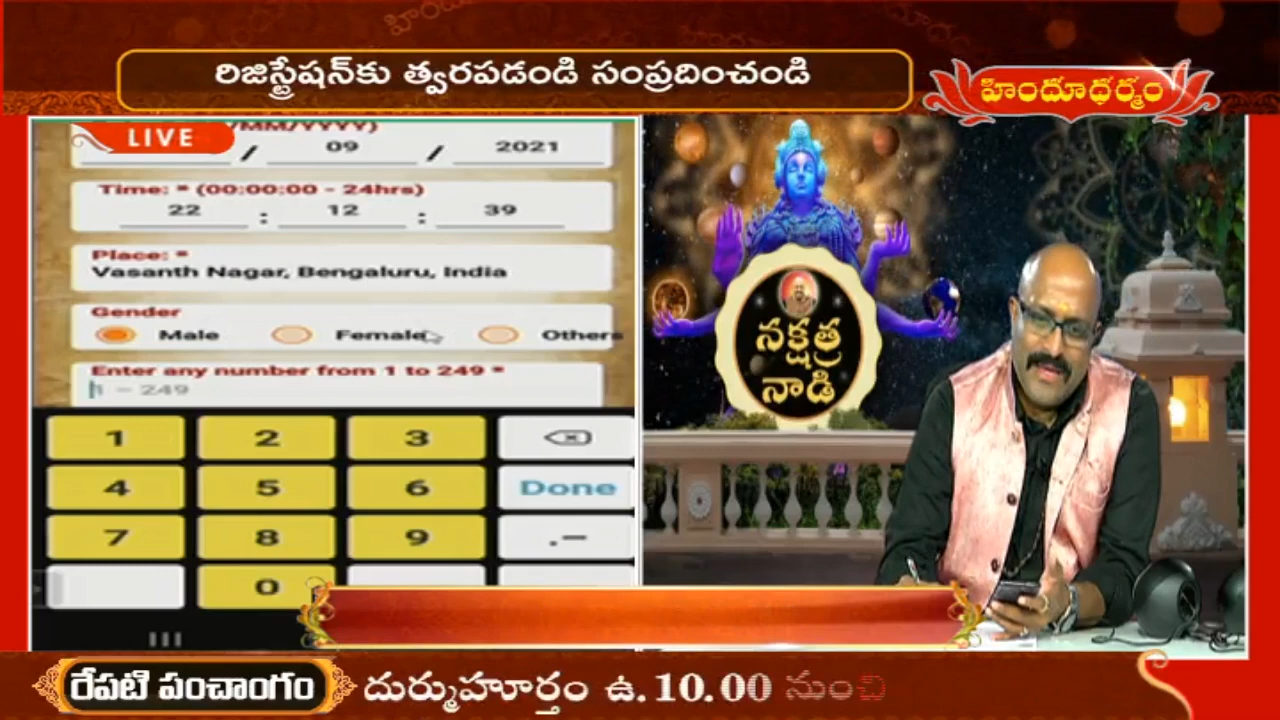 రిజిస్ట్రేషన్‌కు త్వరపడండి సంప్రదించండి
హిందూధర్మం
LIVE
/MM/YYYY)
/ 09 / 2021
Time: * (00:00:00 - 24hrs)
22 : 12 : 39
Place: *
Vasanth Nagar, Bengaluru, India
Gender
Male Female Others
Enter any number from 1 to 249 *
1 - 249
1 2 3
4 5 6 Done
7 8 9 .-
0
నక్షత్ర
నాడి
రేపటి పంచాంగం దుర్ముహూర్తం ఉ.10.00 నుంచి